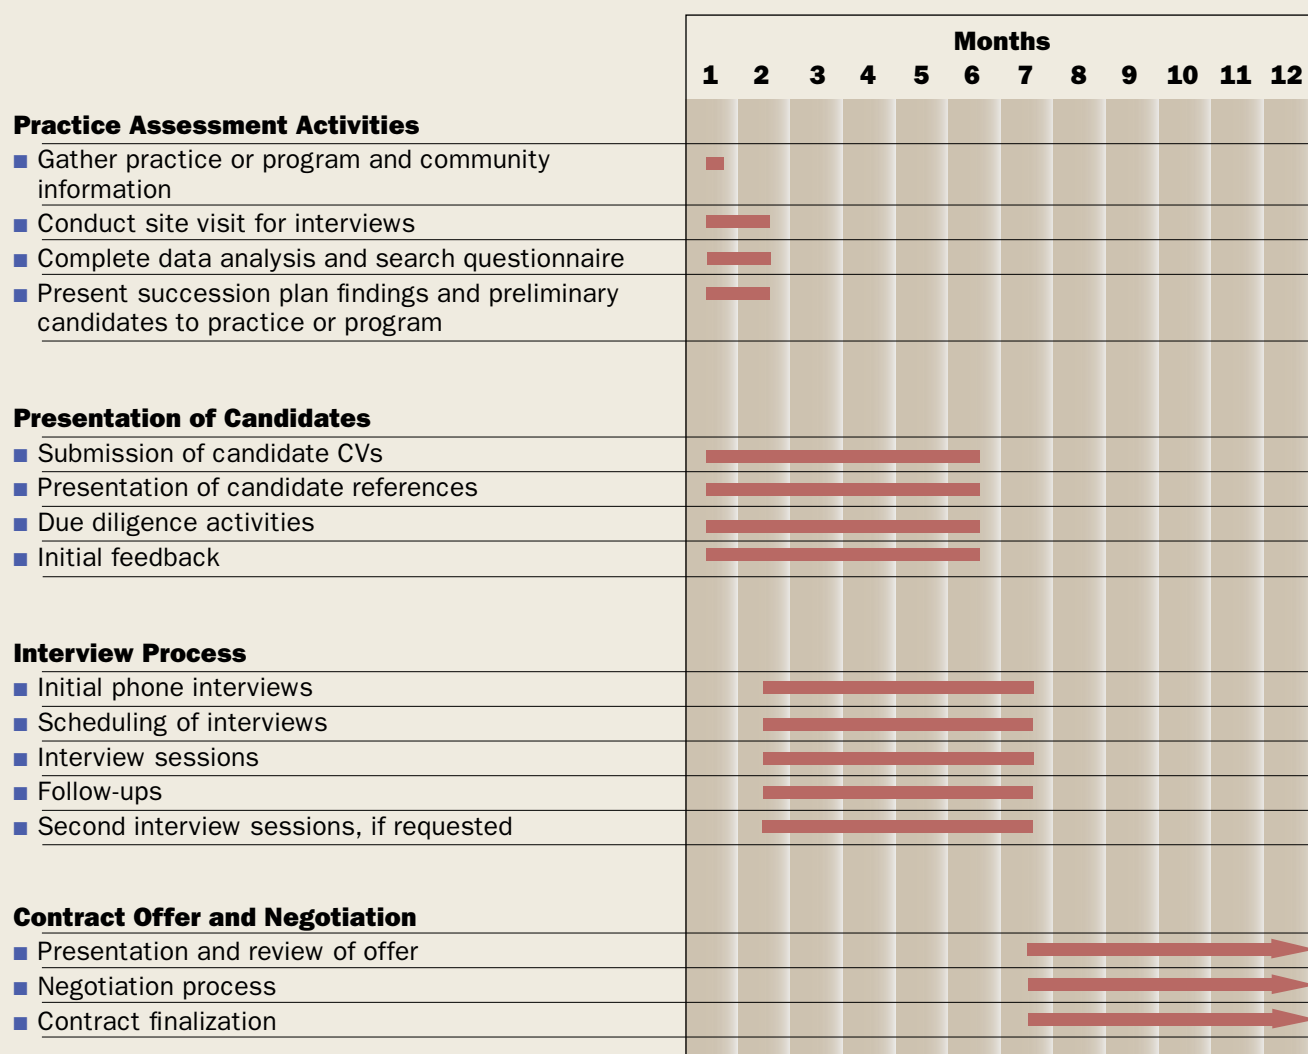 Months
1 2 3 4 5 6 7 8 9 10 11 12
Practice Assessment Activities
Gather practice or program and community
information
Conduct site visit for interviews
Complete data analysis and search questionnaire
Present succession plan findings and preliminary
candidates to practice or program
Presentation of Candidates
Submission of candidate CVs
Presentation of candidate references
Due diligence activities
Initial feedback
Interview Process
Initial phone interviews
Scheduling of interviews
Interview sessions
Follow-ups
Second interview sessions, if requested
Contract Offer and Negotiation
Presentation and review of offer
Negotiation process
Contract finalization